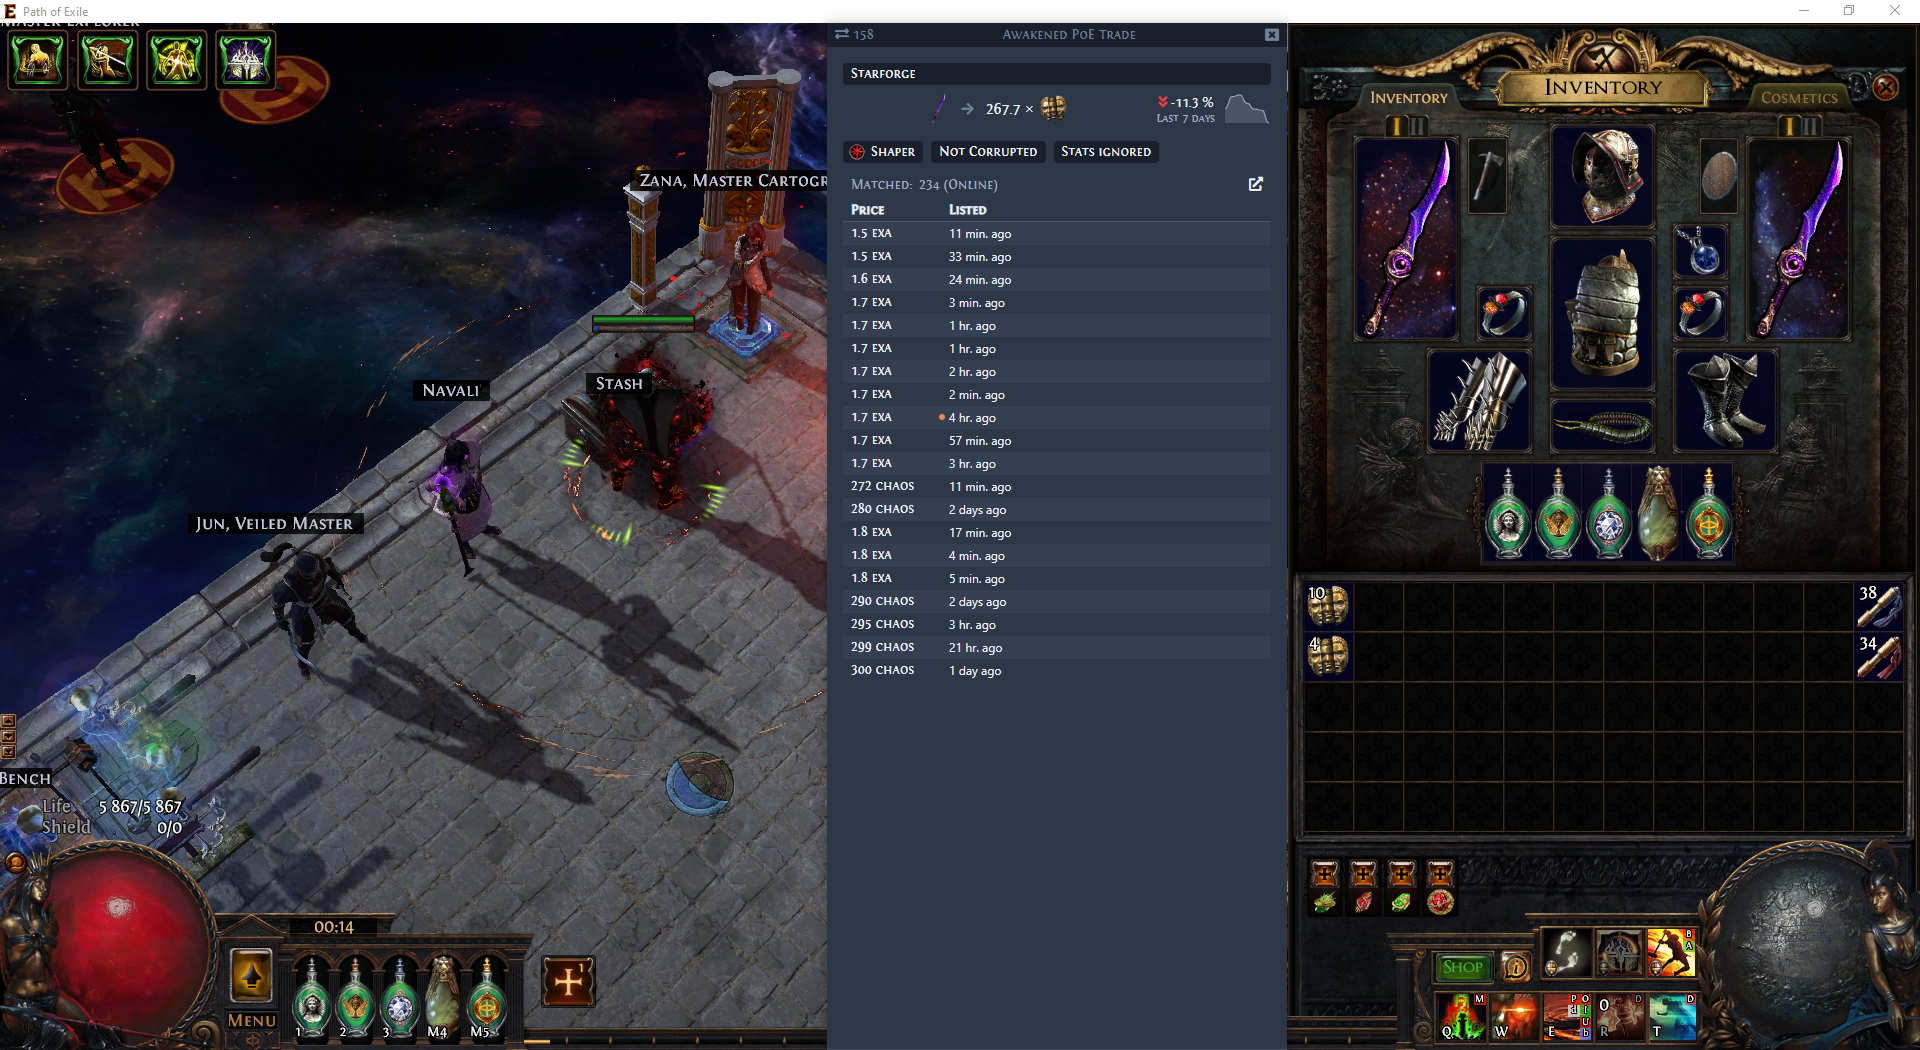 Path of Exile
Master Explorer
Zana, Master Cartogr
Navali
Stash
Jun, Veiled Master
Bench
Life 5 867/5 867
Shield 0/0
00:14
Menu
1 2 3 M4 M5
1
158 Awakened PoE Trade
Starforge
267.7 ×
-11.3 %
Last 7 days
Shaper Not Corrupted Stats ignored
Matched: 234 (Online)
Price Listed
1.5 exa 11 min. ago
1.5 exa 33 min. ago
1.6 exa 24 min. ago
1.7 exa 3 min. ago
1.7 exa 1 hr. ago
1.7 exa 1 hr. ago
1.7 exa 2 hr. ago
1.7 exa 2 min. ago
1.7 exa 4 hr. ago
1.7 exa 57 min. ago
1.7 exa 3 hr. ago
272 chaos 11 min. ago
280 chaos 2 days ago
1.8 exa 17 min. ago
1.8 exa 4 min. ago
1.8 exa 5 min. ago
290 chaos 2 days ago
295 chaos 3 hr. ago
299 chaos 21 hr. ago
300 chaos 1 day ago
Inventory
Inventory Cosmetics
I II I II
10 38
4 34
Shop
B
A
M P O D D
d t
U
b
Q W E O R T